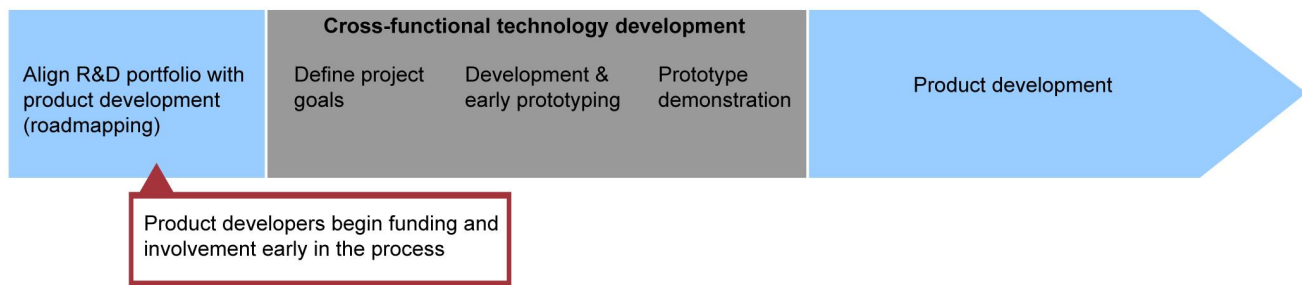 Cross-functional technology development
Align R&D portfolio with
product development
(roadmapping)
Define project
goals
Development &
early prototyping
Prototype
demonstration
Product development
Product developers begin funding and
involvement early in the process